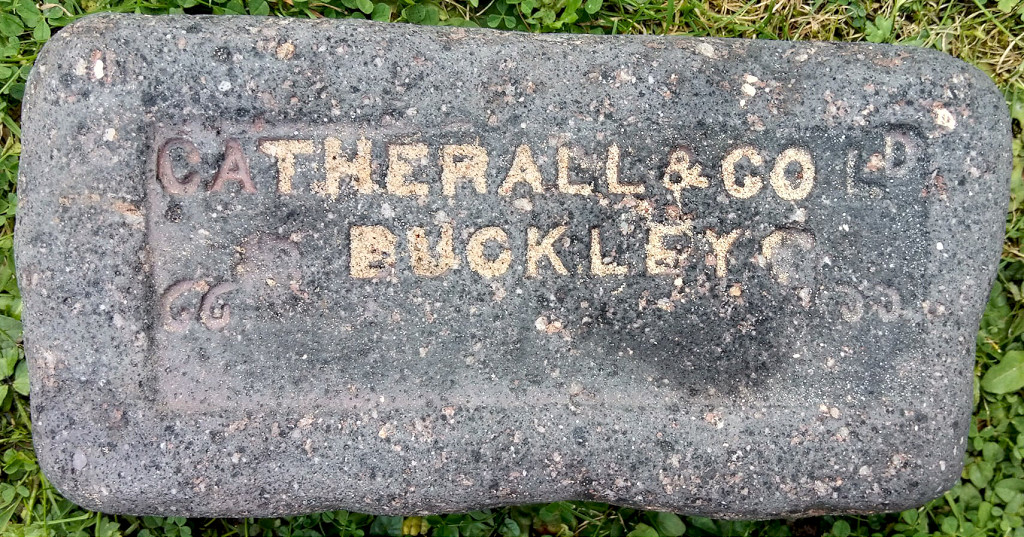 CATHERALL & CO LD
BUCKLEY